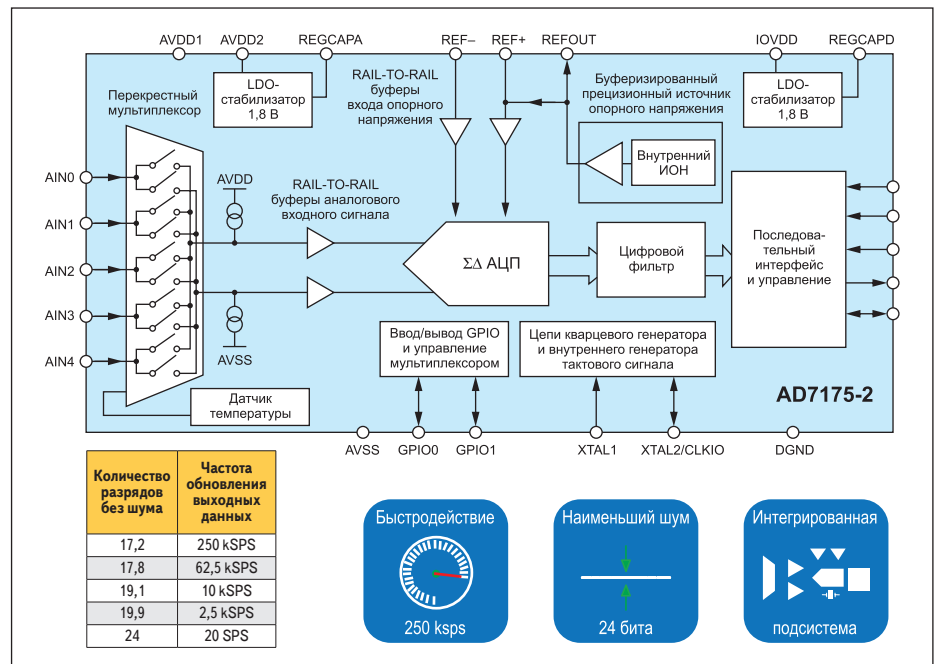 AVDD1
AVDD2
REGCAPA
REF–
REF+
REFOUT
IOVDD
REGCAPD
Перекрестный
мультиплексор
LDO-
стабилизатор
1,8 В
RAIL-TO-RAIL
буферы
входа опорного
напряжения
Буферизированный
прецизионный источник
опорного напряжения
LDO-
стабилизатор
1,8 В
Внутренний
ИОН
AIN0
AIN1
AIN2
AIN3
AIN4
AVDD
AVSS
RAIL-TO-RAIL
буферы аналогового
входного сигнала
ΣΔ АЦП
Цифровой
фильтр
Последова-
тельный
интерфейс
и управление
Ввод/вывод GPIO
и управление
мультиплексором
Цепи кварцевого генератора
и внутреннего генератора
тактового сигнала
Датчик
температуры
AD7175-2
AVSS
GPIO0
GPIO1
XTAL1
XTAL2/CLKIO
DGND
Количество
разрядов
без шума
Частота
обновления
выходных
данных
17,2 250 kSPS
17,8 62,5 kSPS
19,1 10 kSPS
19,9 2,5 kSPS
24 20 SPS
Быстродействие
250 ksps
Наименьший шум
24 бита
Интегрированная
подсистема